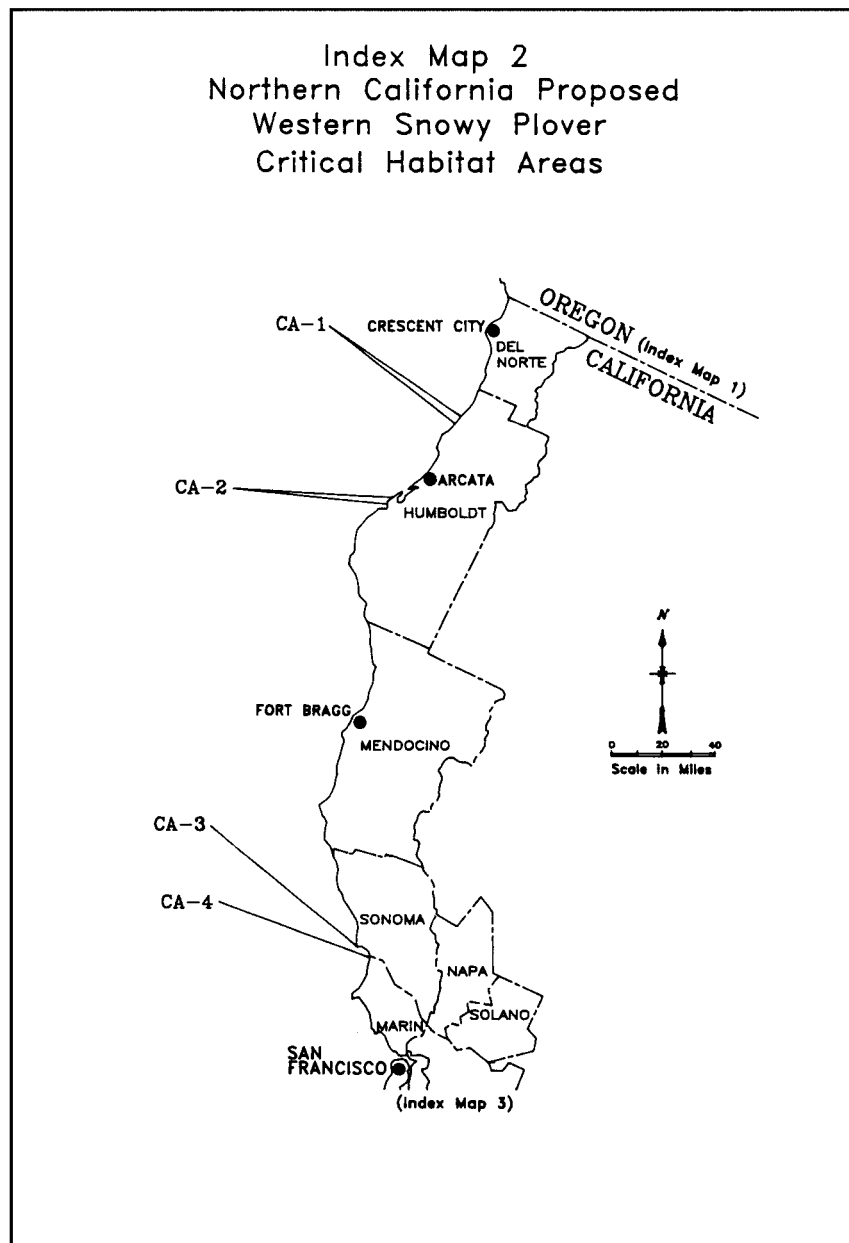 Index Map 2
Northern California Proposed
Western Snowy Plover
Critical Habitat Areas
OREGON (Index Map 1)
CALIFORNIA
CA-1
CRESCENT CITY
DEL
NORTE
CA-2
ARCATA
HUMBOLDT
N
FORT BRAGG
MENDOCINO
0 20 40
Scale in Miles
CA-3
CA-4
SONOMA
NAPA
SOLANO
MARIN
SAN
FRANCISCO
(Index Map 3)